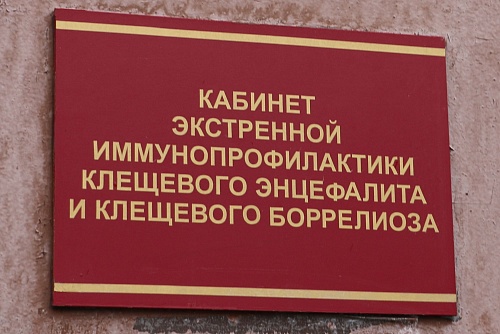 КАБИНЕТ
ЭКСТРЕННОЙ
ИММУНОПРОФИЛАКТИКИ
КЛЕЩЕВОГО ЭНЦЕФАЛИТА
И КЛЕЩЕВОГО БОРРЕЛИОЗА